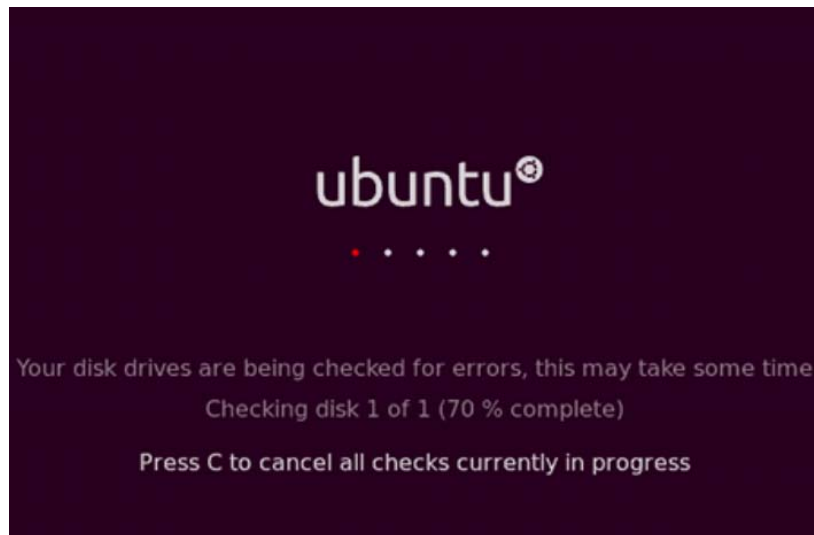 ubuntu
Your disk drives are being checked for errors, this may take some time
Checking disk 1 of 1 (70 % complete)
Press C to cancel all checks currently in progress